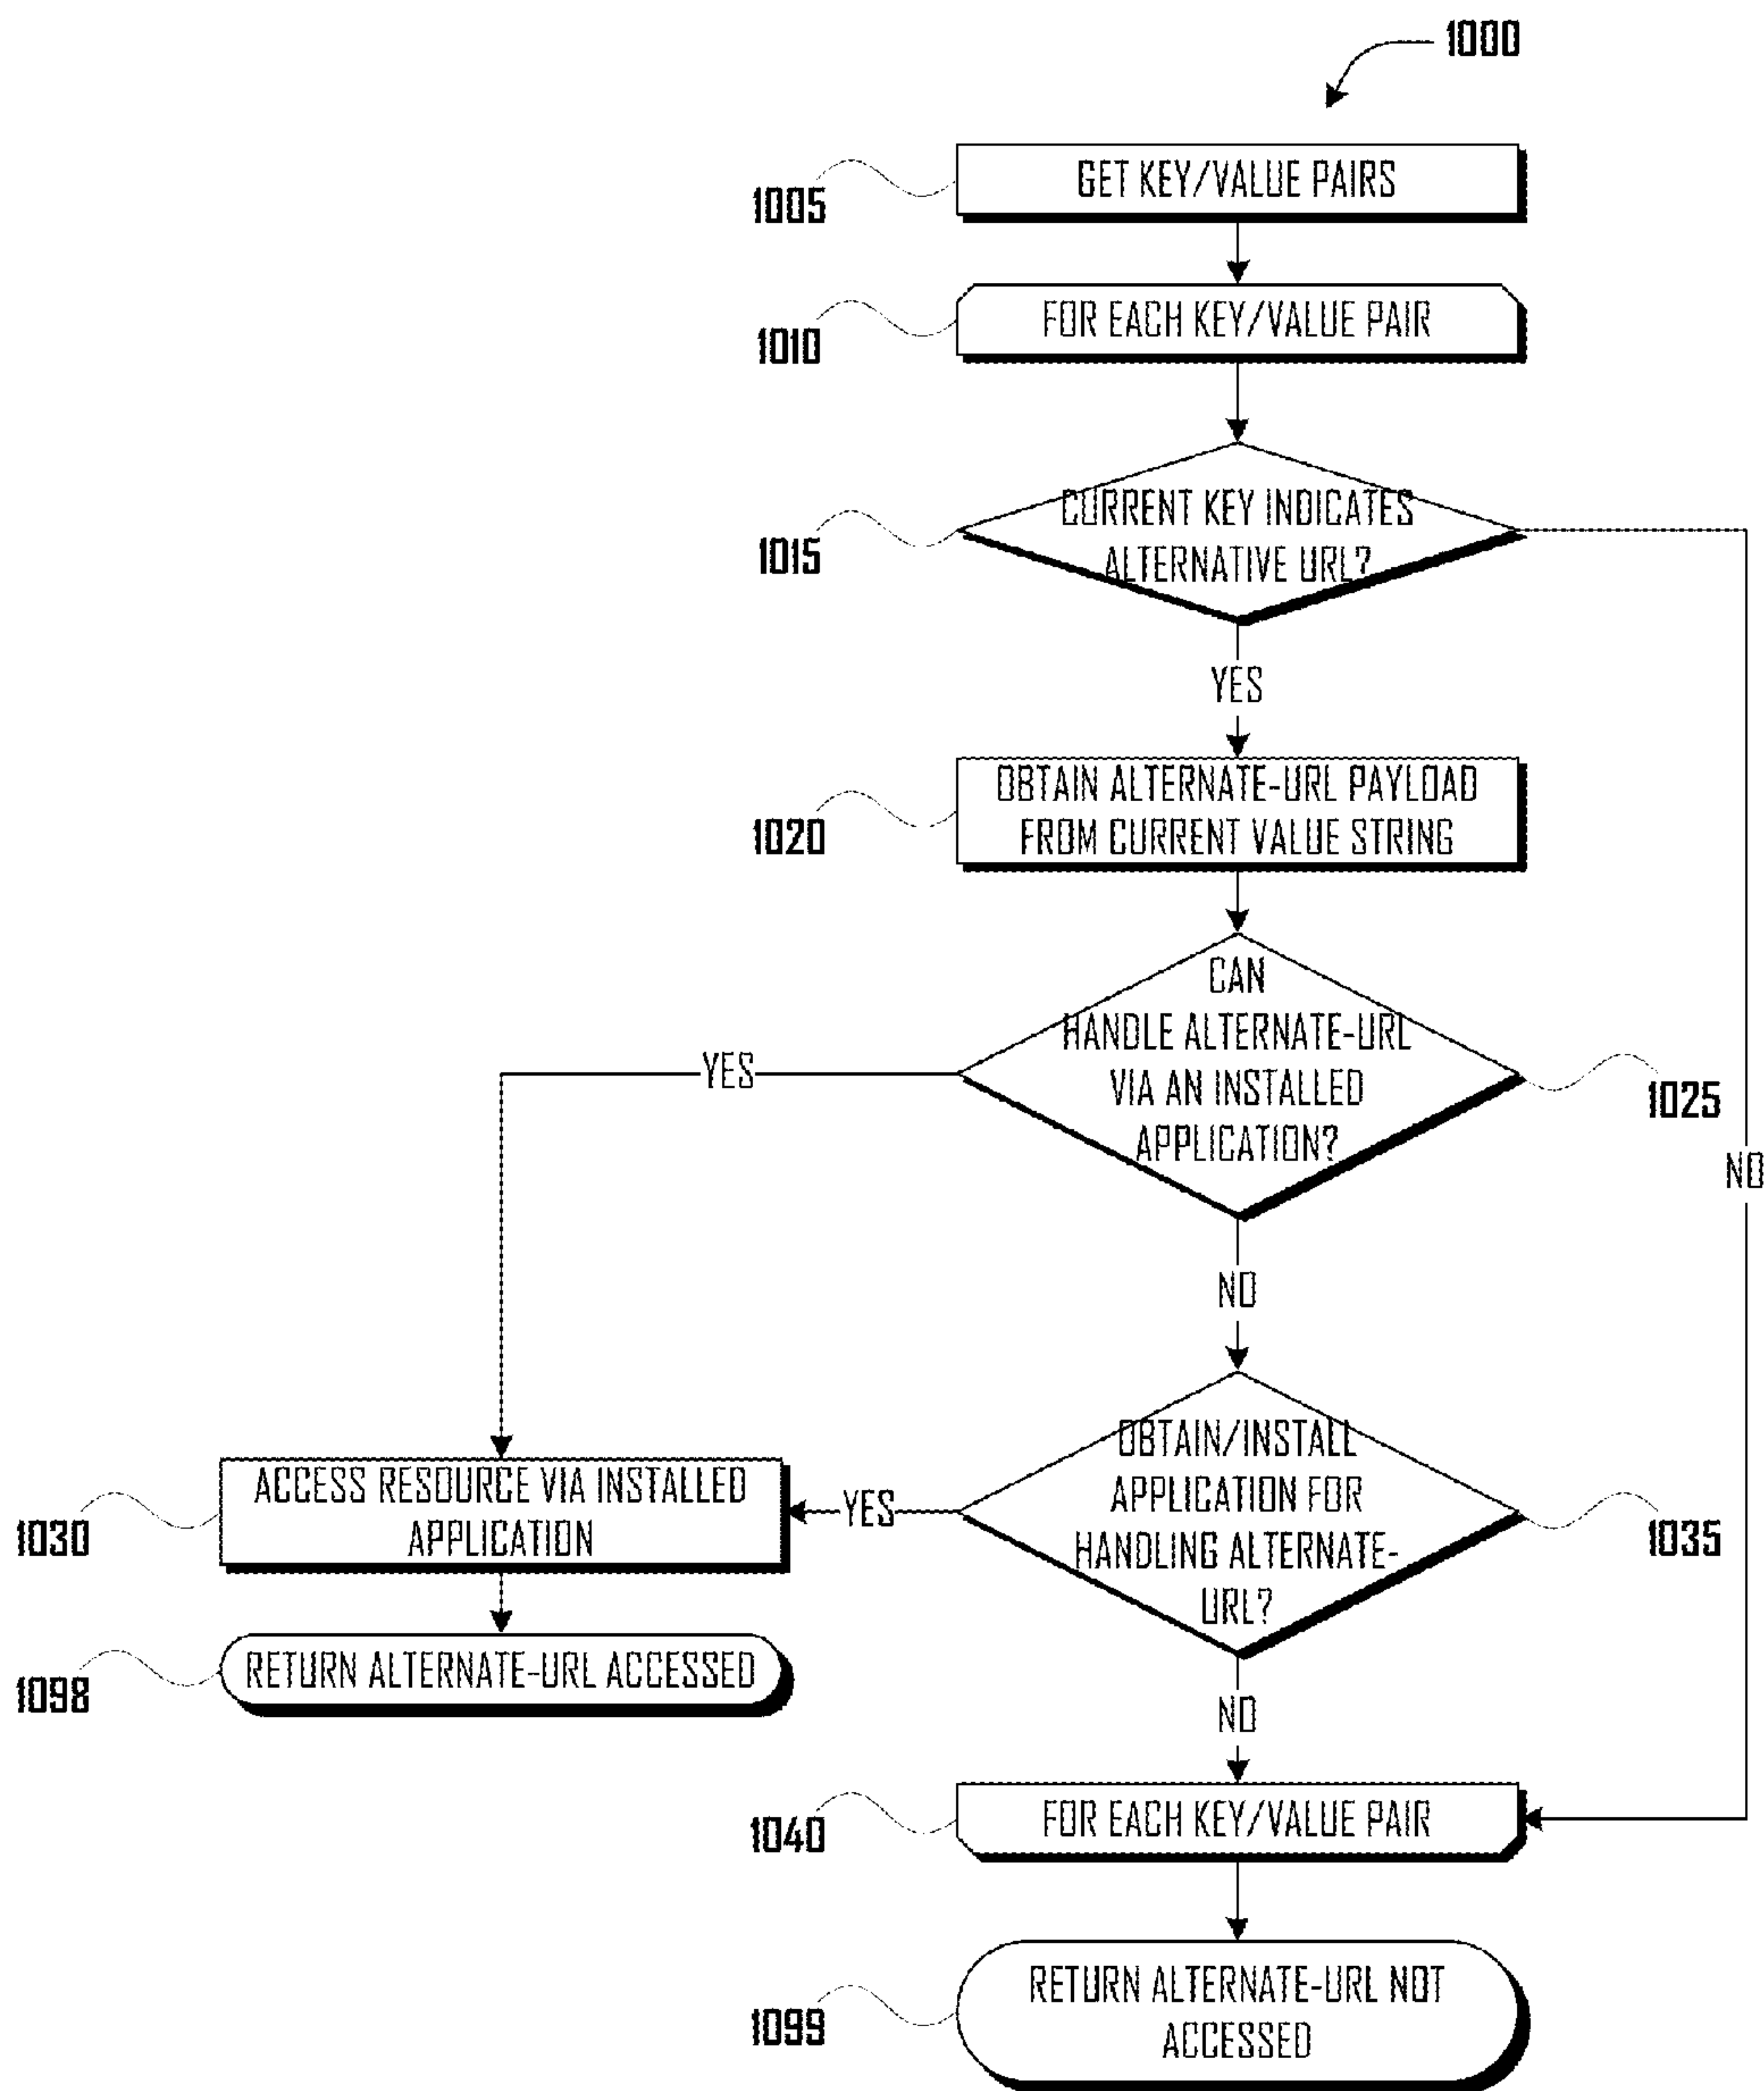 1000
GET KEY/VALUE PAIRS
1005
FOR EACH KEY/VALUE PAIR
1010
CURRENT KEY INDICATES
ALTERNATIVE URL?
1015
NO
YES
OBTAIN ALTERNATE-URL PAYLOAD
FROM CURRENT VALUE STRING
1020
CAN
HANDLE ALTERNATE-URL
VIA AN INSTALLED
APPLICATION?
1025
YES
NO
OBTAIN/INSTALL
APPLICATION FOR
HANDLING ALTERNATE-
URL?
1035
YES
ACCESS RESOURCE VIA INSTALLED
APPLICATION
1030
RETURN ALTERNATE-URL ACCESSED
1098
NO
FOR EACH KEY/VALUE PAIR
1040
RETURN ALTERNATE-URL NOT
ACCESSED
1099